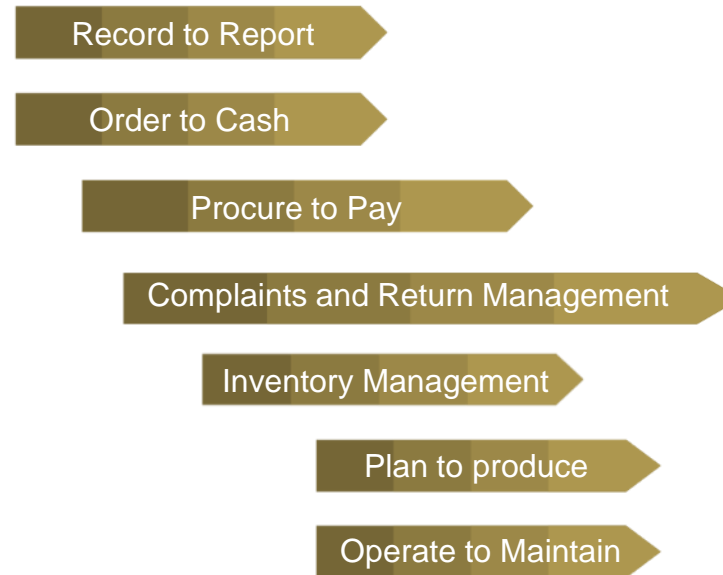 Record to Report
Order to Cash
Procure to Pay
Complaints and Return Management
Inventory Management
Plan to produce
Operate to Maintain